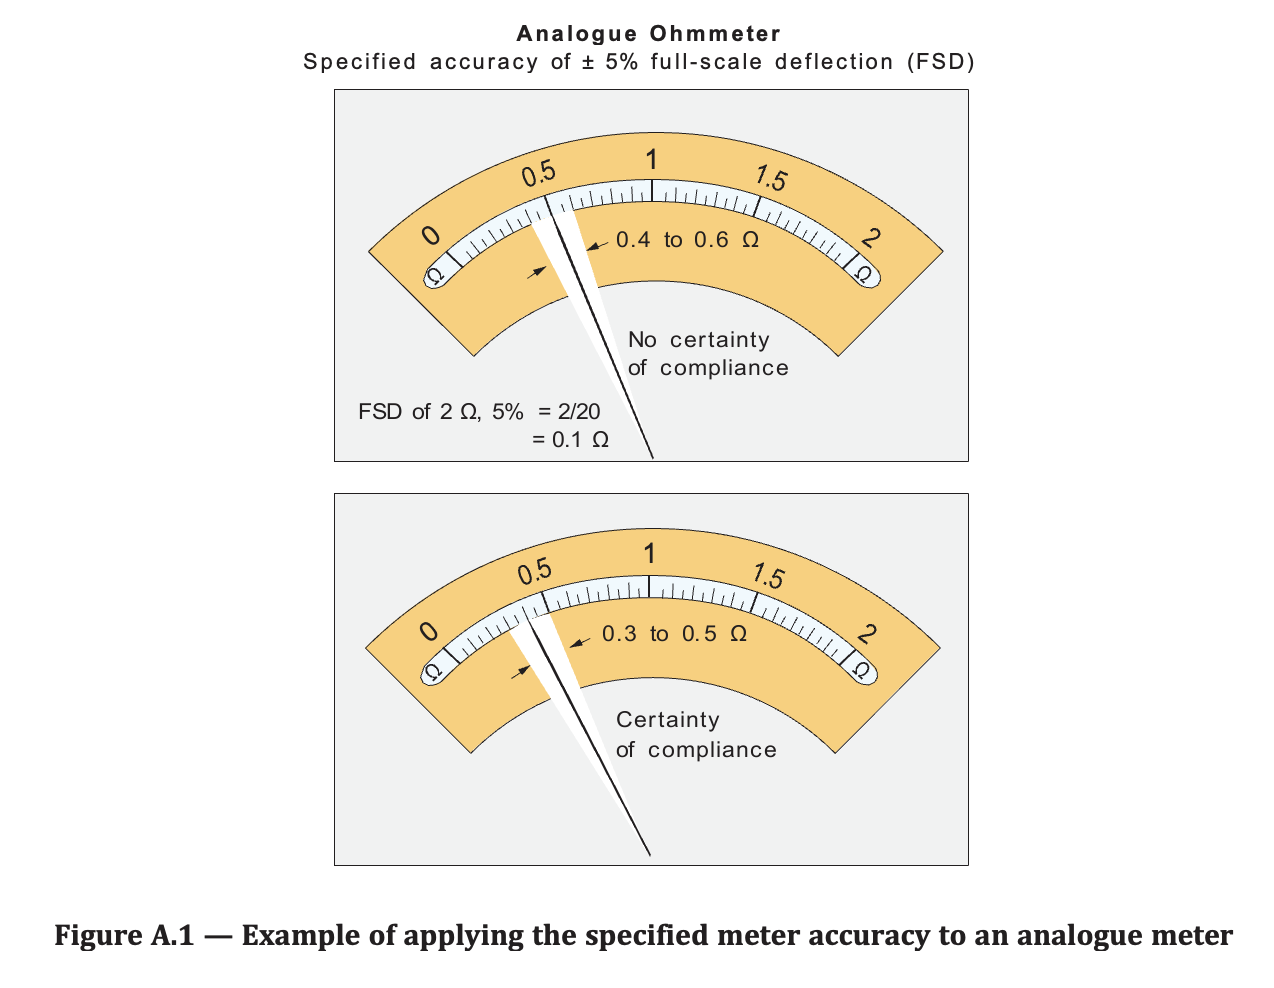 Analogue Ohmmeter
Specified accuracy of ± 5% full-scale deflection (FSD)
0
0.5
1
1.5
2
Ω
Ω
0.4 to 0.6 Ω
No certainty
of compliance
FSD of 2 Ω, 5% = 2/20
= 0.1 Ω
0
0.5
1
1.5
2
Ω
Ω
0.3 to 0.5 Ω
Certainty
of compliance
Figure A.1 — Example of applying the specified meter accuracy to an analogue meter